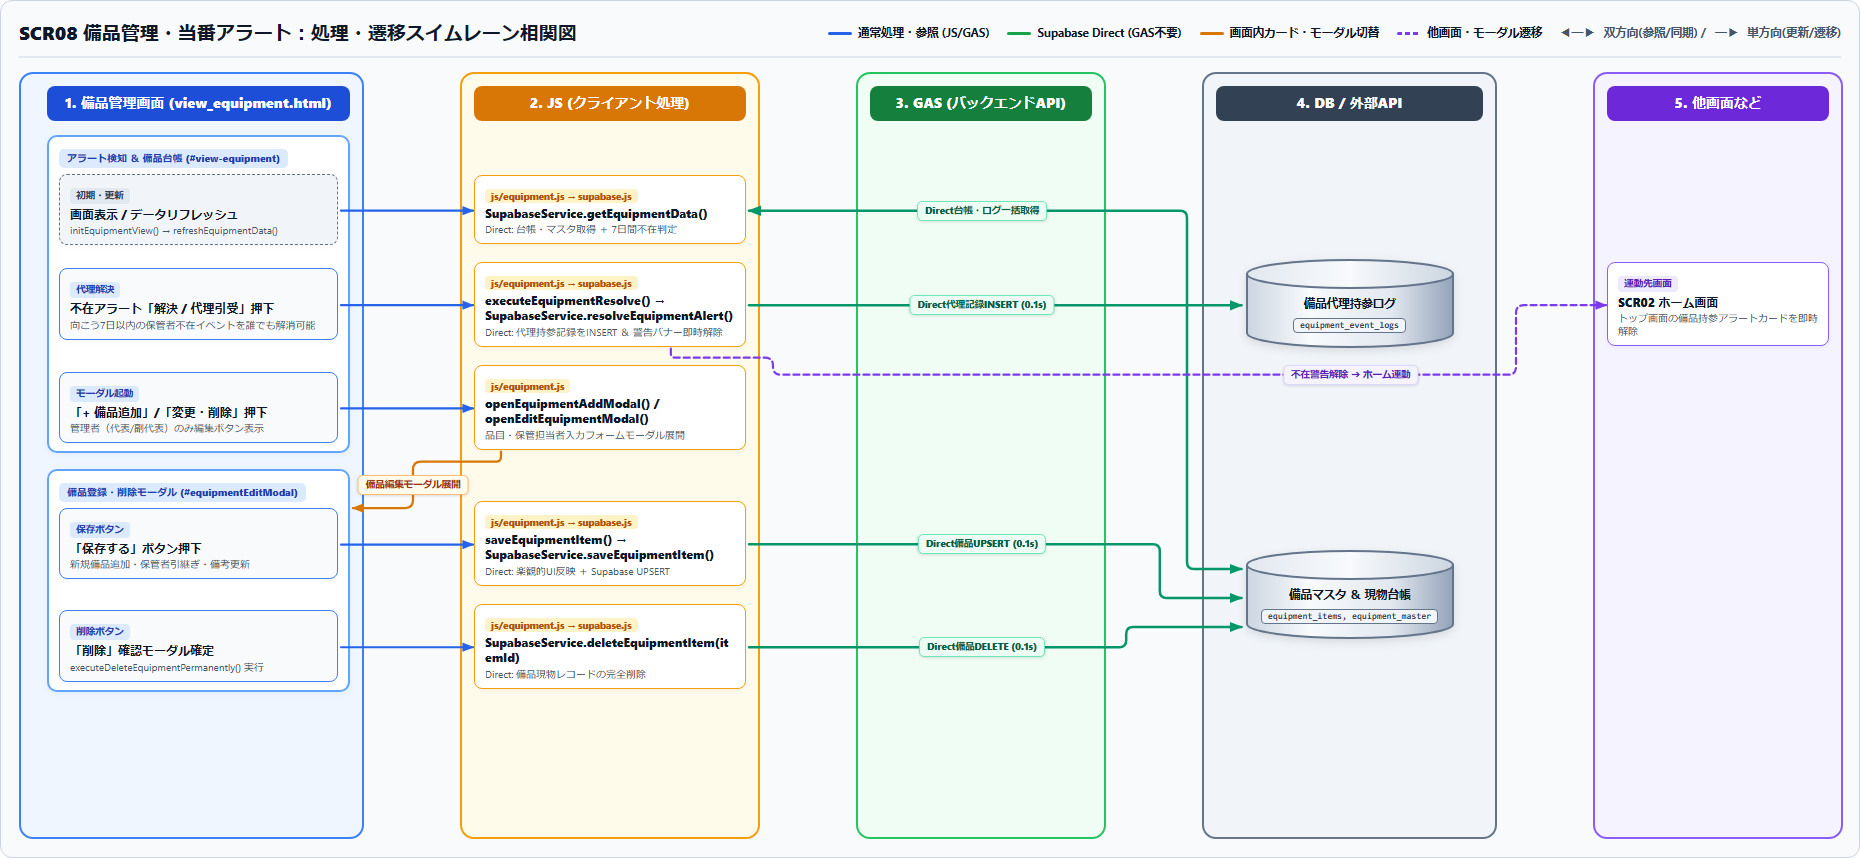 SCR08 備品管理・当番アラート：処理・遷移スイムレーン相関図
通常処理・参照 (JS/GAS)
Supabase Direct (GAS不要)
画面内カード・モーダル切替
他画面・モーダル遷移
◀─▶ 双方向(参照/同期) / ─▶ 単方向(更新/遷移)
1. 備品管理画面 (view_equipment.html)
アラート検知 & 備品台帳 (#view-equipment)
初期・更新
画面表示 / データリフレッシュ
initEquipmentView() → refreshEquipmentData()
代理解決
不在アラート「解決 / 代理引受」押下
向こう7日以内の保管者不在イベントを誰でも解消可能
モーダル起動
「+ 備品追加」/「変更・削除」押下
管理者（代表/副代表）のみ編集ボタン表示
備品登録・削除モーダル (#equipmentEditModal)
保存ボタン
「保存する」ボタン押下
新規備品追加・保管者引継ぎ・備考更新
削除ボタン
「削除」確認モーダル確定
executeDeleteEquipmentPermanently() 実行
備品編集モーダル展開
2. JS (クライアント処理)
js/equipment.js → supabase.js
SupabaseService.getEquipmentData()
Direct: 台帳・マスタ取得 + 7日間不在判定
js/equipment.js → supabase.js
executeEquipmentResolve() →
SupabaseService.resolveEquipmentAlert()
Direct: 代理持参記録をINSERT & 警告バナー即時解除
js/equipment.js
openEquipmentAddModal() /
openEditEquipmentModal()
品目・保管担当者入力フォームモーダル展開
js/equipment.js → supabase.js
saveEquipmentItem() →
SupabaseService.saveEquipmentItem()
Direct: 楽観的UI反映 + Supabase UPSERT
js/equipment.js → supabase.js
SupabaseService.deleteEquipmentItem(it
emId)
Direct: 備品現物レコードの完全削除
3. GAS (バックエンドAPI)
Direct台帳・ログ一括取得
Direct代理記録INSERT (0.1s)
Direct備品UPSERT (0.1s)
Direct備品DELETE (0.1s)
4. DB / 外部API
備品代理持参ログ
equipment_event_logs
不在警告解除 → ホーム連動
備品マスタ & 現物台帳
equipment_items, equipment_master
5. 他画面など
連動先画面
SCR02 ホーム画面
トップ画面の備品持参アラートカードを即時
解除